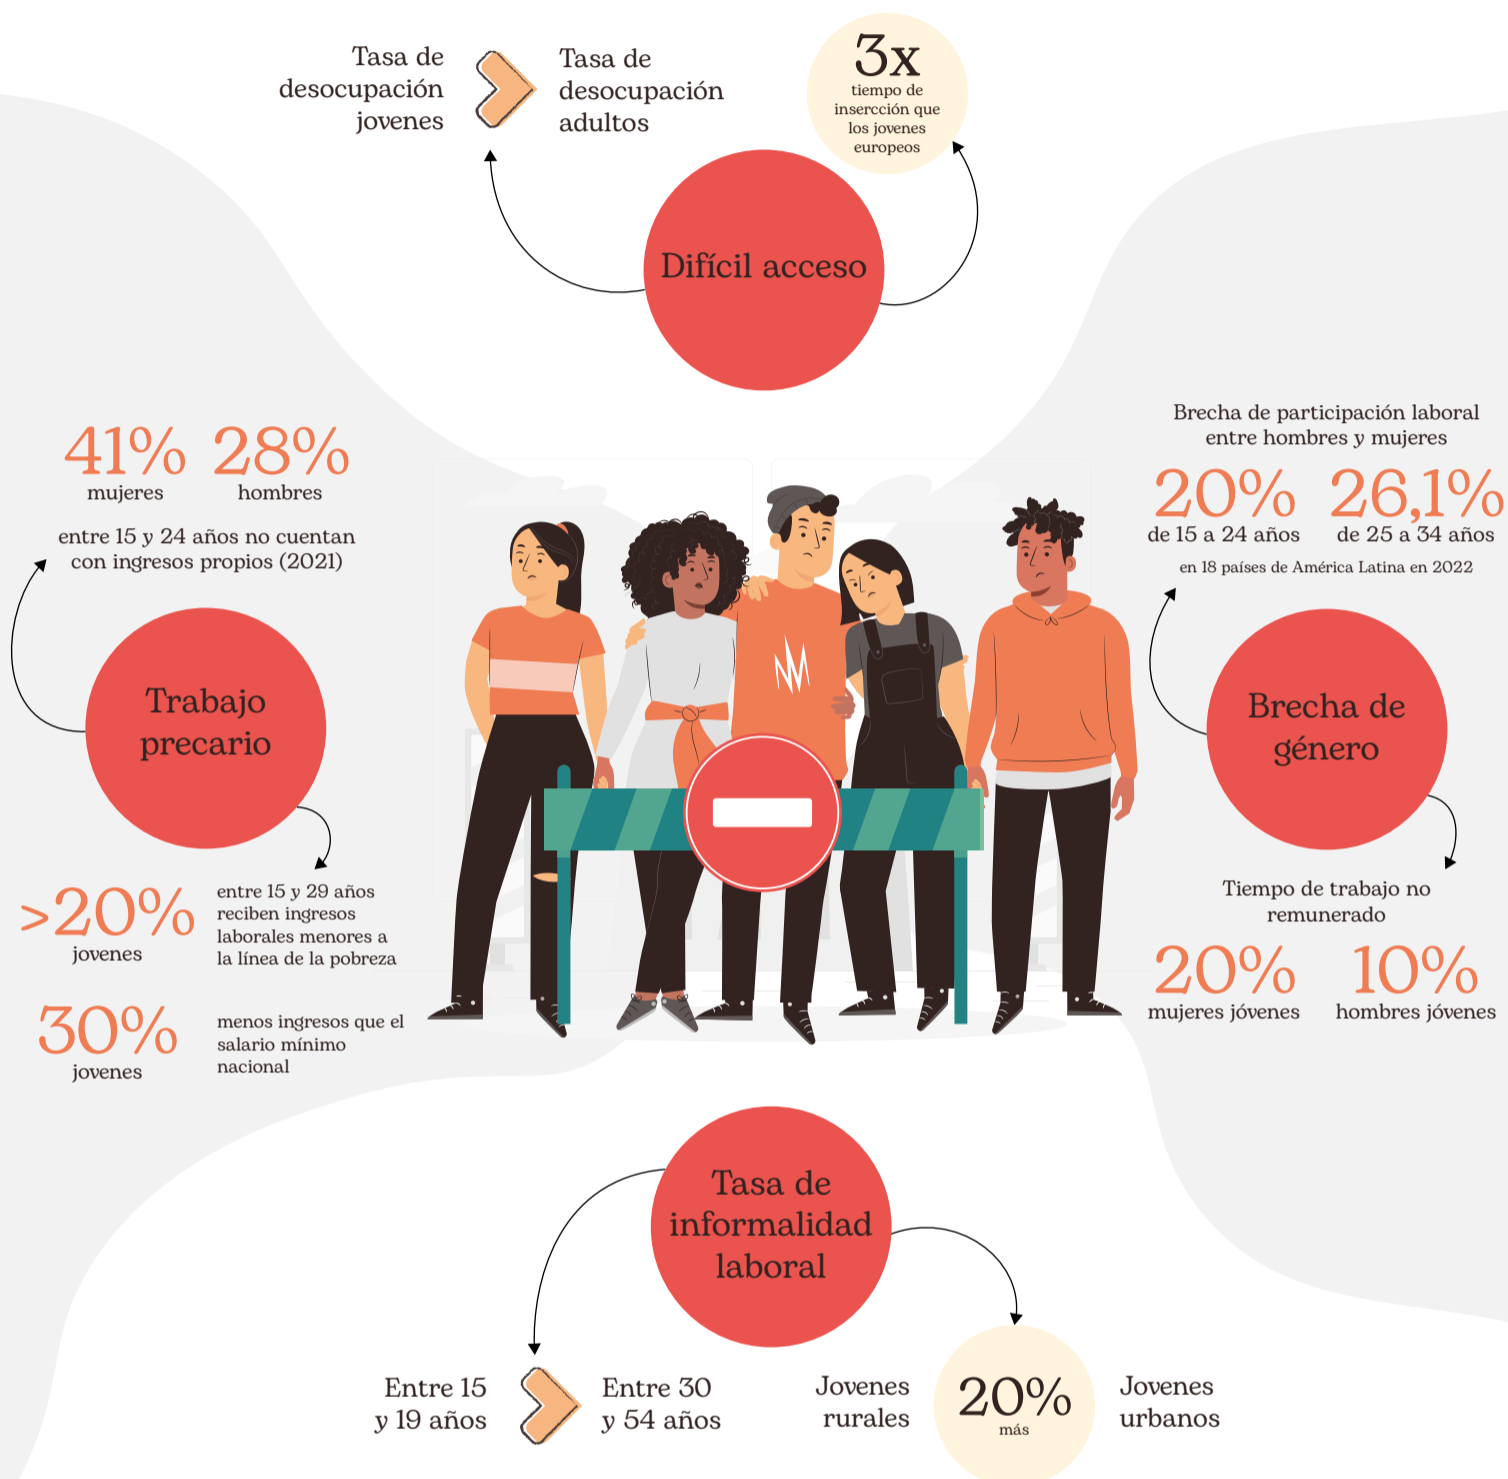 Tasa de
desocupación
jovenes
Tasa de
desocupación
adultos
3x
tiempo de
insercción que
los jovenes
europeos
Difícil acceso
41% 28%
mujeres hombres
entre 15 y 24 años no cuentan
con ingresos propios (2021)
Trabajo
precario
>20%
jovenes
entre 15 y 29 años
reciben ingresos
laborales menores a
la línea de la pobreza
30%
jovenes
menos ingresos que el
salario mínimo
nacional
Brecha de participación laboral
entre hombres y mujeres
20% 26,1%
de 15 a 24 años de 25 a 34 años
en 18 países de América Latina en 2022
Brecha de
género
Tiempo de trabajo no
remunerado
20% 10%
mujeres jóvenes hombres jóvenes
Tasa de
informalidad
laboral
Entre 15
y 19 años
Entre 30
y 54 años
Jovenes
rurales
20%
más
Jovenes
urbanos